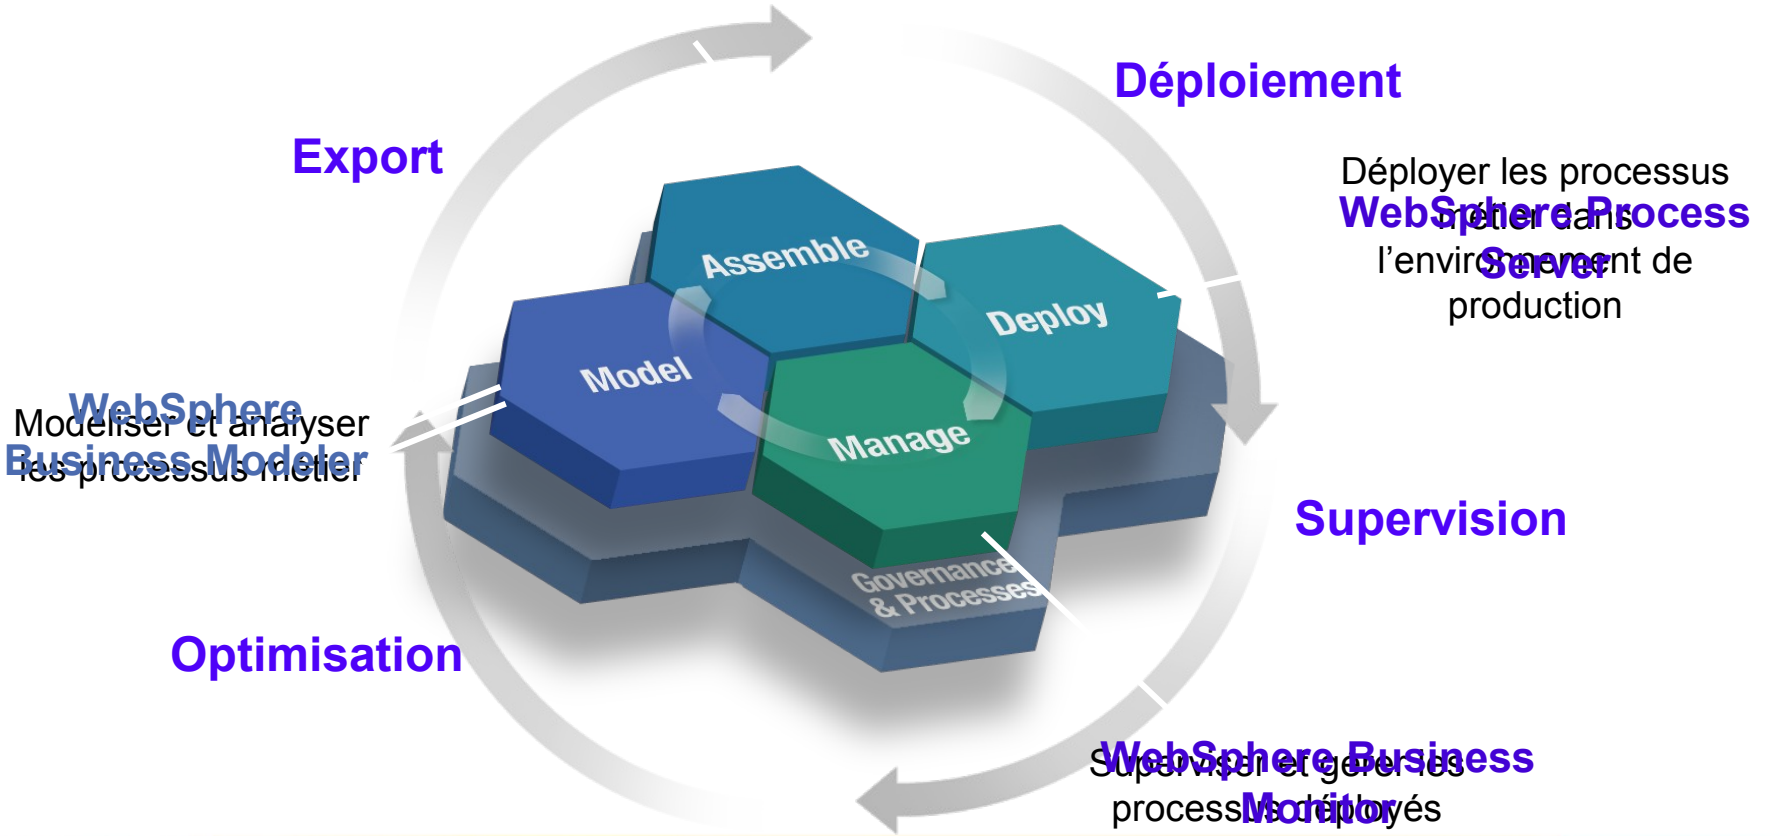 Déploiement
Export
Déployer les processus
métier dans
l’environnement de
production
WebSphere Process
Server
Assemble
Deploy
Model
Manage
WebSphere
Business Modeler
Modéliser et analyser
les processus métier
Governance
& Processes
Supervision
Optimisation
WebSphere Business
Monitor
Superviser et gérer les
processus déployés